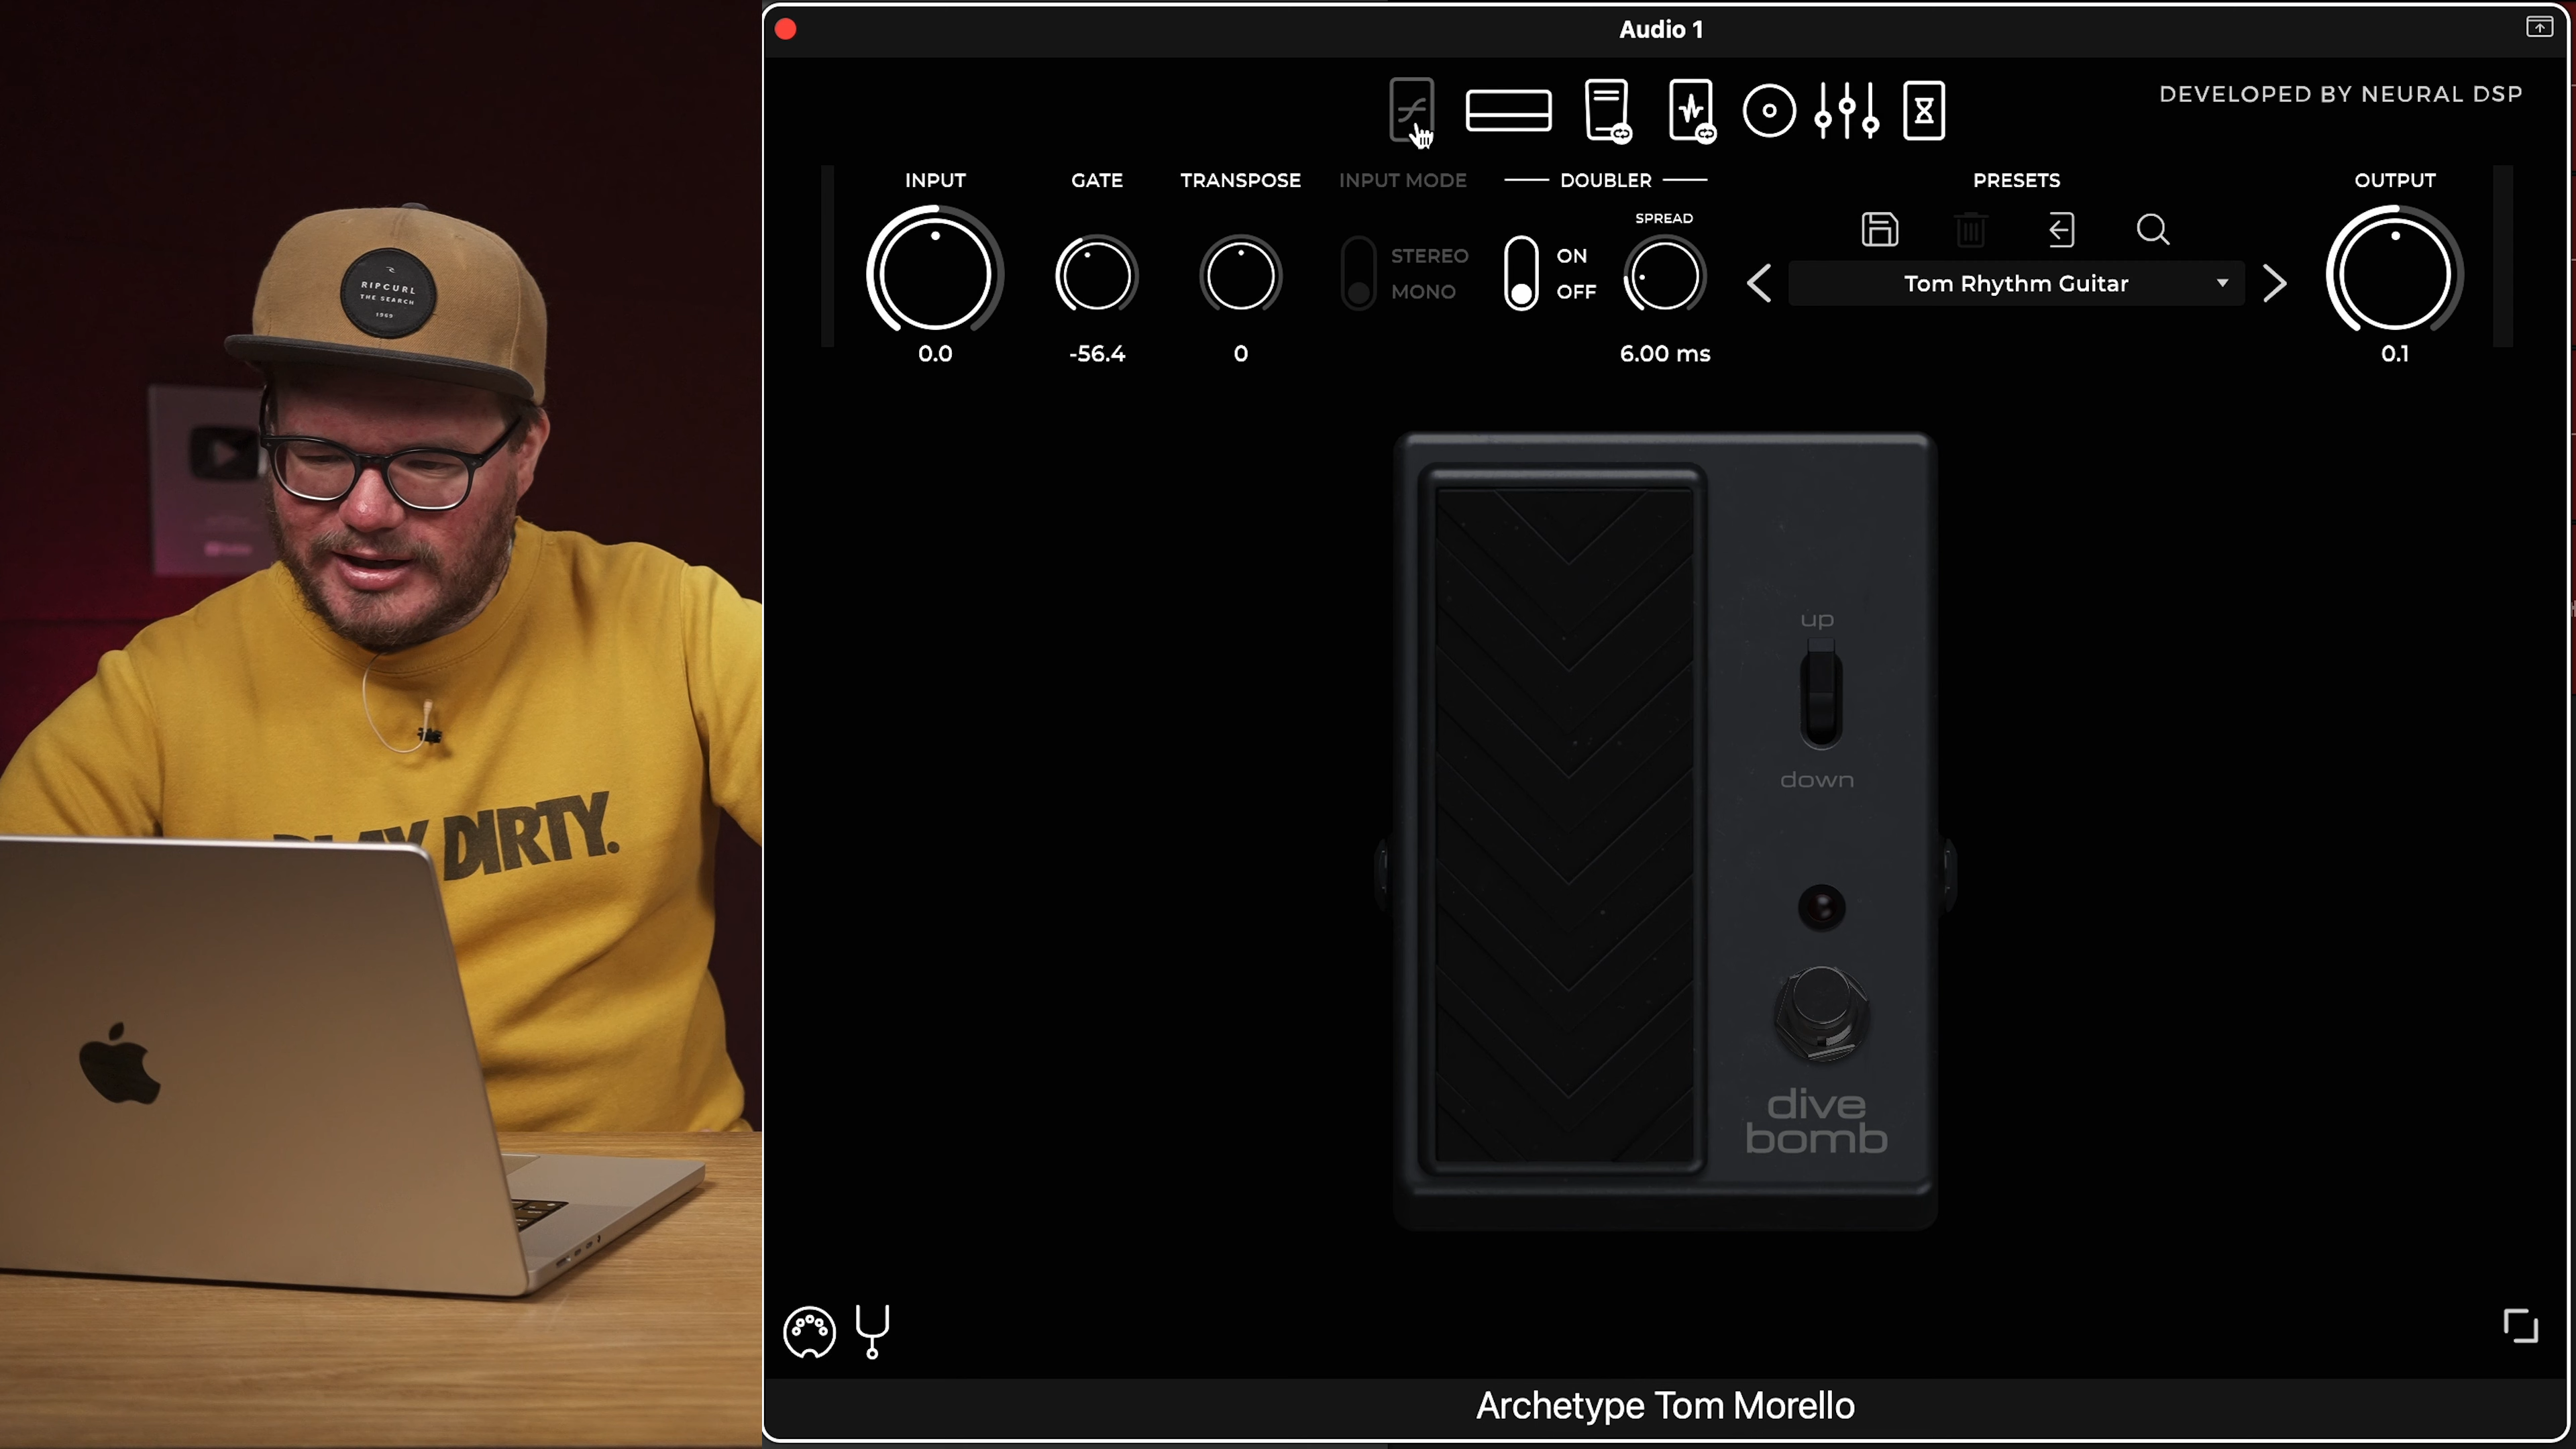 Audio 1
DEVELOPED BY NEURAL DSP
INPUT
GATE
TRANSPOSE
INPUT MODE
DOUBLER
PRESETS
OUTPUT
SPREAD
STEREO
MONO
ON
OFF
Tom Rhythm Guitar
0.0
-56.4
0
6.00 ms
0.1
up
down
dive
bomb
Archetype Tom Morello
RIPCURL
THE SEARCH
1969
DIRTY.